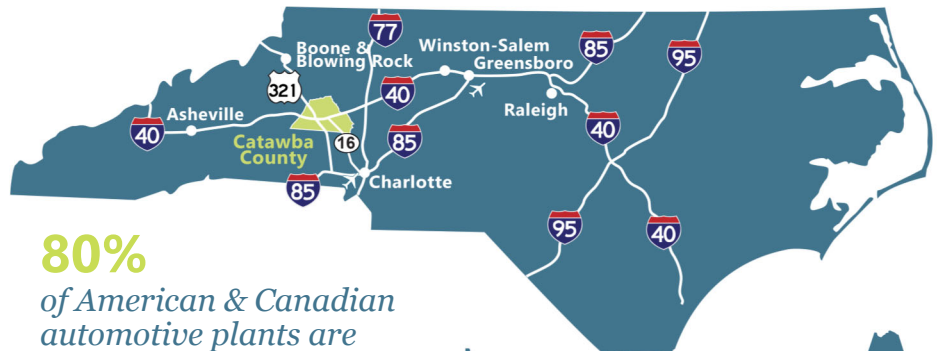 77
Boone &
Blowing Rock
Winston-Salem
Greensboro
85
95
321
40
Asheville
40
Raleigh
Catawba
County
16
85
40
Charlotte
85
95
40
80%
of American & Canadian
automotive plants are